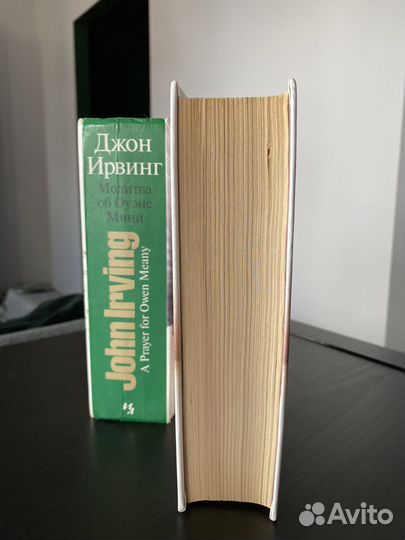 Джон
Ирвинг
Молитва
об Оуэне
Мини
John Irving
A Prayer for Owen Meany
Avito